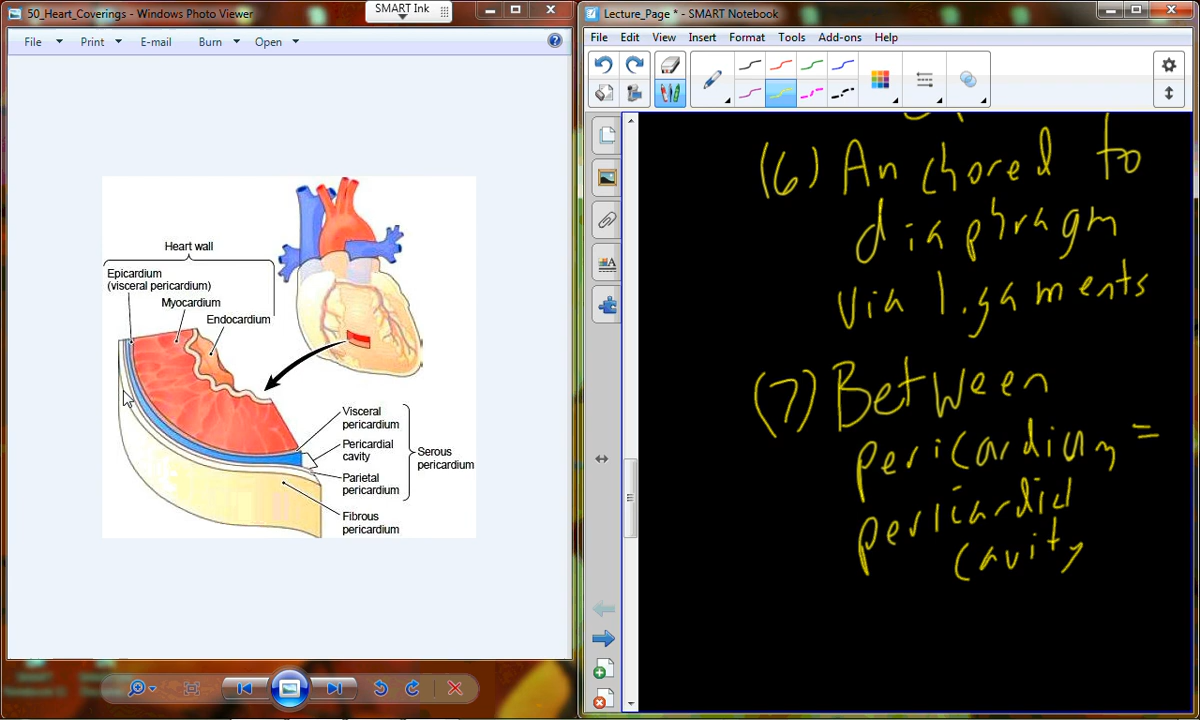 50_Heart_Coverings - Windows Photo Viewer
SMART Ink
File Print E-mail Burn Open
Heart wall
Epicardium
(visceral pericardium)
Myocardium
Endocardium
Visceral
pericardium
Pericardial
cavity
Serous
pericardium
Parietal
pericardium
Fibrous
pericardium
Lecture_Page * - SMART Notebook
File Edit View Insert Format Tools Add-ons Help
(6) Anchored to
diaphragm
via ligaments
(7) Between
pericardium =
pericardial
cavity